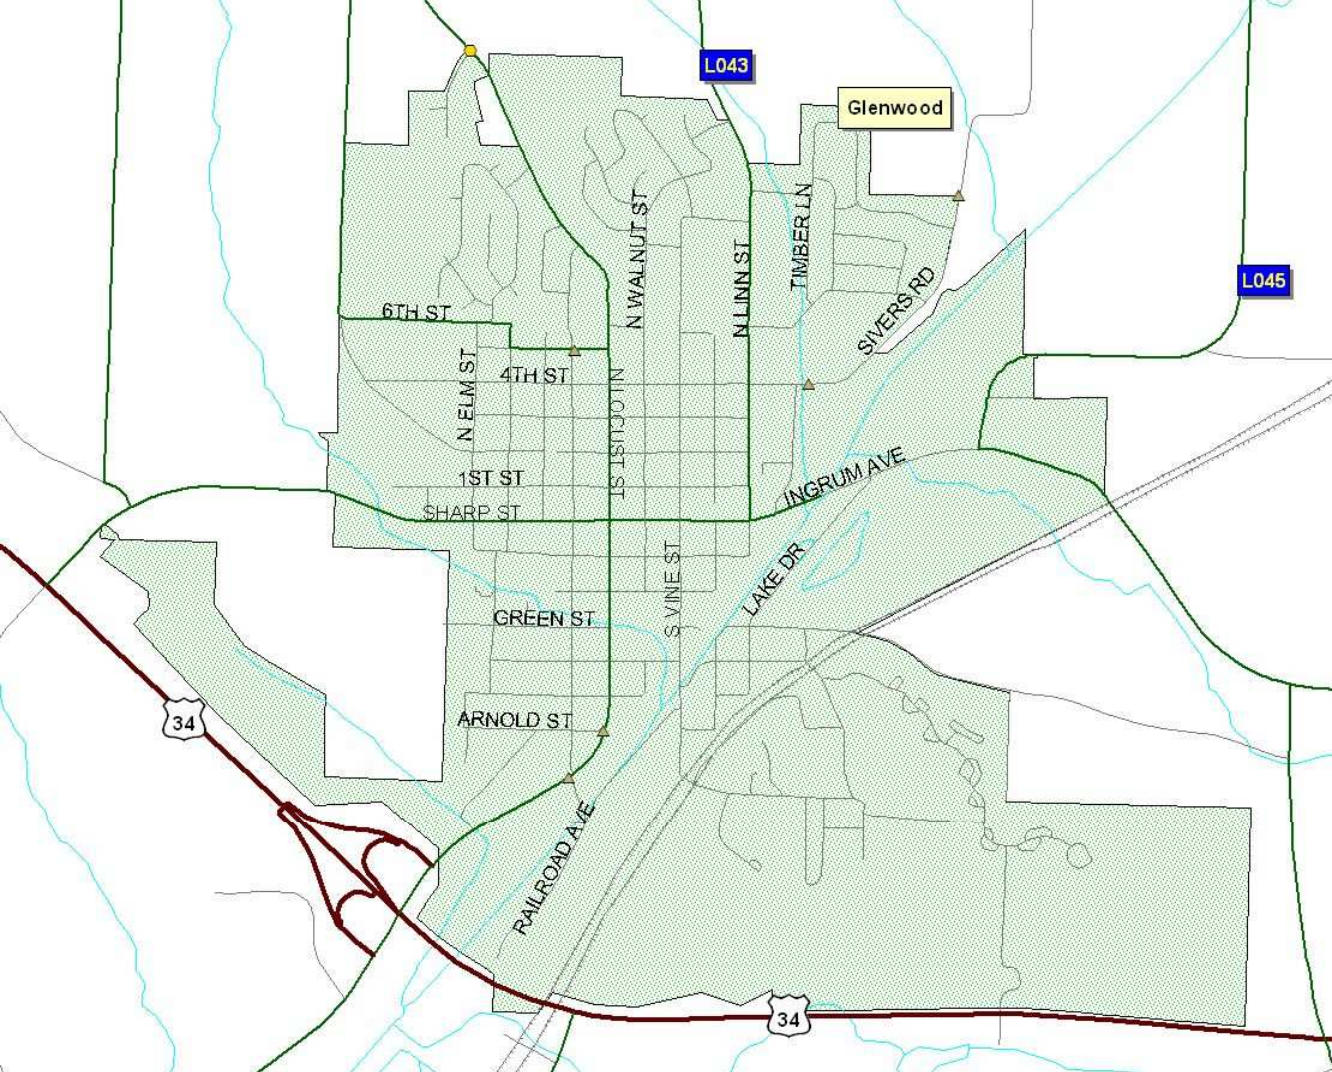 L043
Glenwood
L045
N WALNUT ST
TIMBER LN
N LINN ST
SIVERS RD
6TH ST
4TH ST
N ELM ST
N LOCUST ST
1ST ST
INGRUM AVE
SHARP ST
S VINE ST
LAKE DR
GREEN ST
34
ARNOLD ST
RAILROAD AVE
34